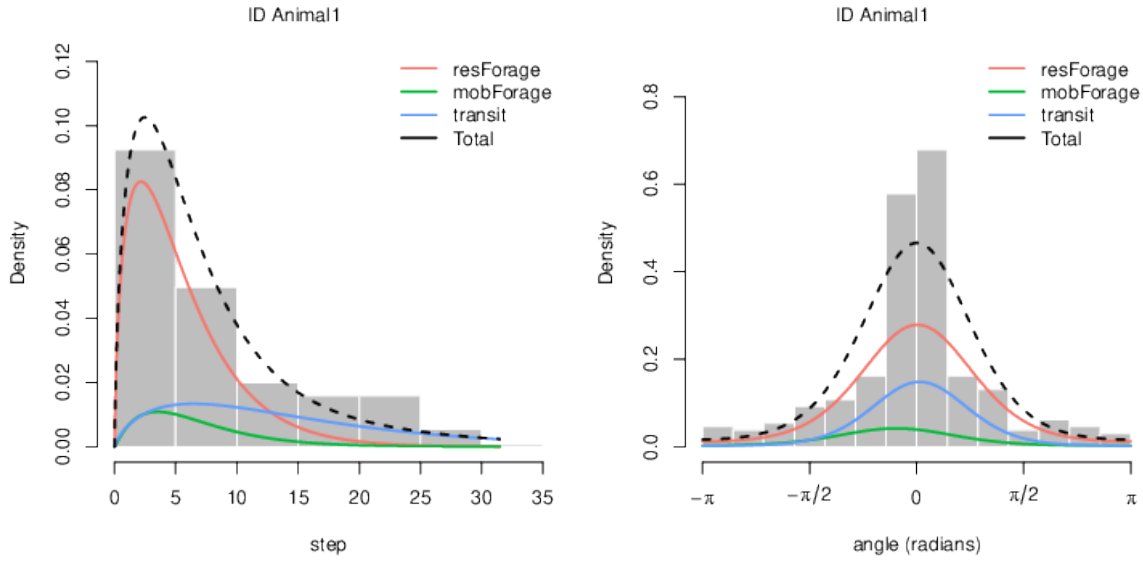 ID Animal1
0.12
0.10
0.08
0.06
0.04
0.02
0.00
Density
resForage
mobForage
transit
Total
0 5 10 15 20 25 30 35
step
ID Animal1
0.8
0.6
0.4
0.2
0.0
Density
resForage
mobForage
transit
Total
−π −π/2 0 π/2 π
angle (radians)